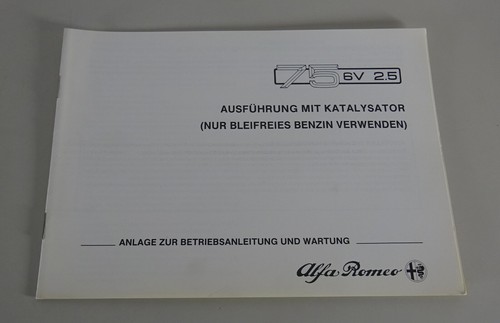 75 6V 2.5
AUSFÜHRUNG MIT KATALYSATOR
(NUR BLEIFREIES BENZIN VERWENDEN)
ANLAGE ZUR BETRIEBSANLEITUNG UND WARTUNG
Alfa Romeo